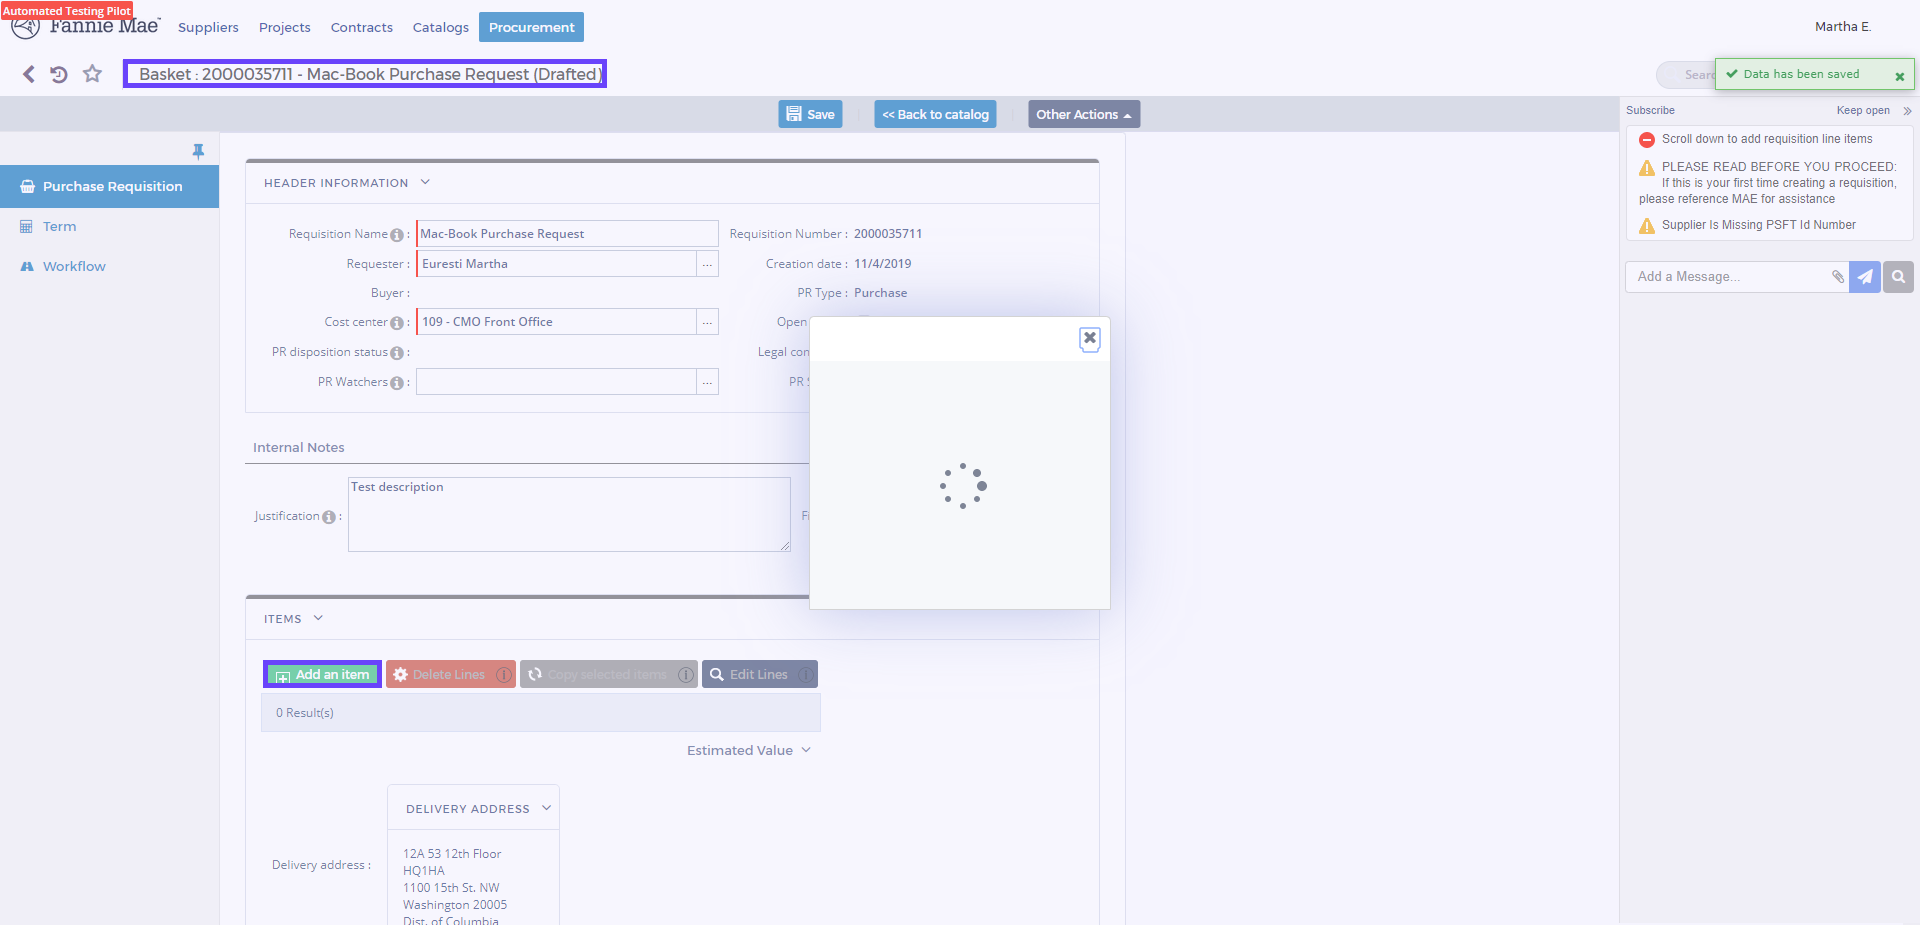 Automated Testing Pilot
Fannie Mae
Suppliers
Projects
Contracts
Catalogs
Procurement
Martha E.
Basket : 2000035711 - Mac-Book Purchase Request (Drafted)
Data has been saved
Save
<< Back to catalog
Other Actions
Subscribe
Keep open
Scroll down to add requisition line items
PLEASE READ BEFORE YOU PROCEED:
If this is your first time creating a requisition,
please reference MAE for assistance
Supplier Is Missing PSFT Id Number
Add a Message...
Purchase Requisition
Term
Workflow
HEADER INFORMATION
Requisition Name : Mac-Book Purchase Request
Requisition Number : 2000035711
Requester : Euresti Martha ...
Creation date : 11/4/2019
Buyer :
PR Type : Purchase
Cost center : 109 - CMO Front Office ...
Open
PR disposition status :
Legal
PR Watchers : ...
PR
Internal Notes
Justification : Test description
ITEMS
Add an item
Delete Lines
Copy selected items
Edit Lines
0 Result(s)
Estimated Value
DELIVERY ADDRESS
Delivery address :
12A 53 12th Floor
HQ1HA
1100 15th St. NW
Washington 20005
Dist. of Columbia